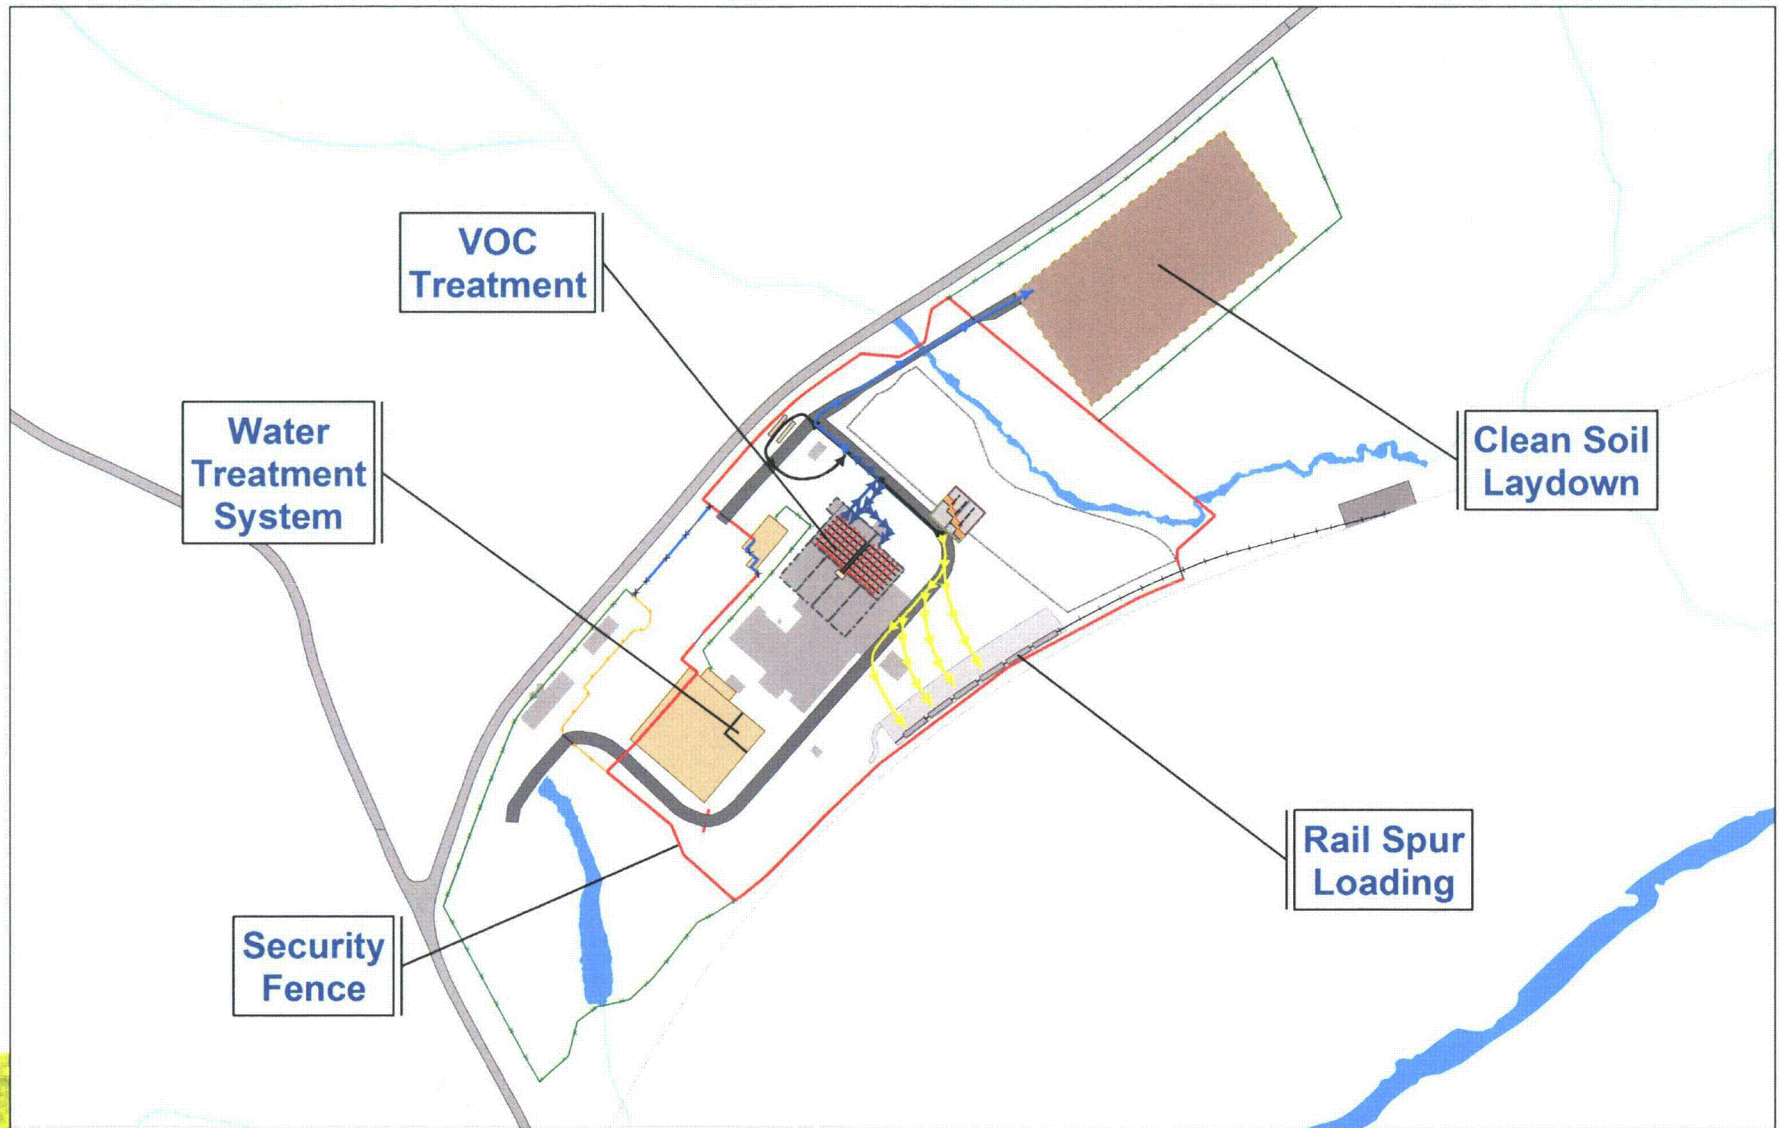 VOC
Treatment
Water
Treatment
System
Clean Soil
Laydown
Rail Spur
Loading
Security
Fence